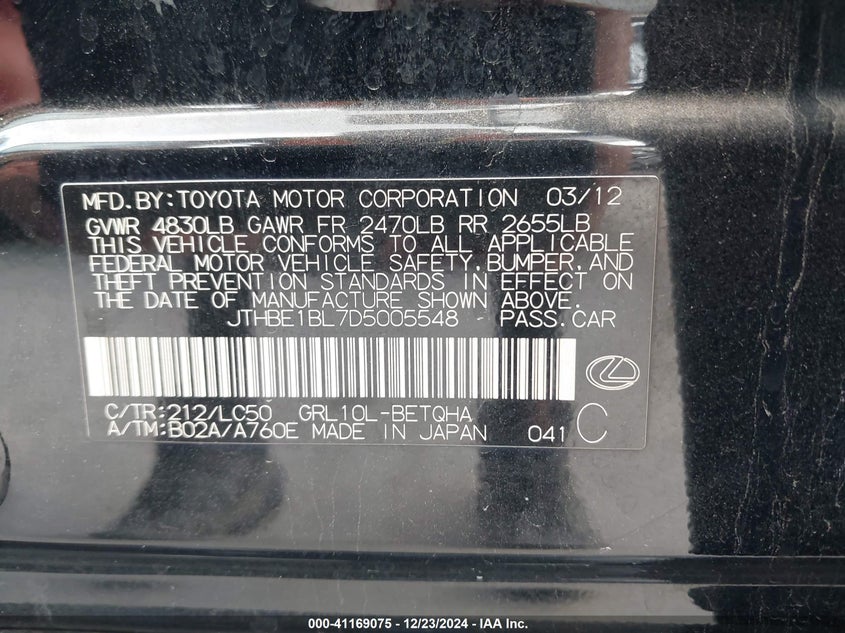 MFD.BY:TOYOTA MOTOR CORPORATION 03/12
GVWR 4830LB GAWR FR 2470LB RR 2655LB
THIS VEHICLE CONFORMS TO ALL APPLICABLE
FEDERAL MOTOR VEHICLE SAFETY,BUMPER,AND
THEFT PREVENTION STANDARDS IN EFFECT ON
THE DATE OF MANUFACTURE SHOWN ABOVE.
JTHBE1BL7D5005548 PASS.CAR
C/TR:212/LC50 GRL10L-BETQHA
A/TM:B02A/A760E MADE IN JAPAN 041 C
000-41169075 - 12/23/2024 - IAA Inc.